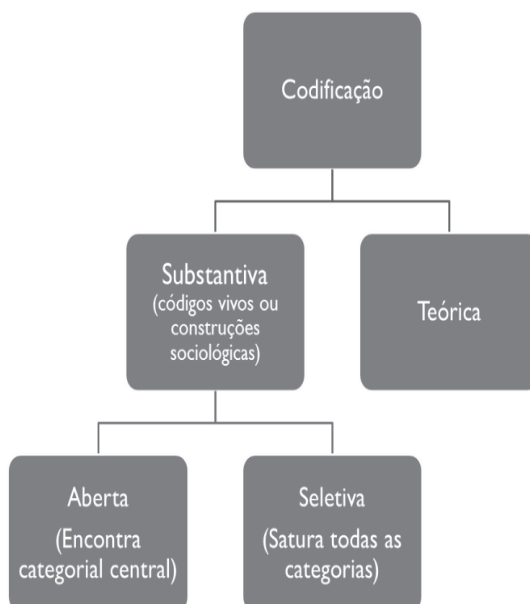 Codificação
Substantiva
(códigos vivos ou
construções
sociológicas)
Teórica
Aberta
(Encontra
categorial central)
Seletiva
(Satura todas as
categorias)